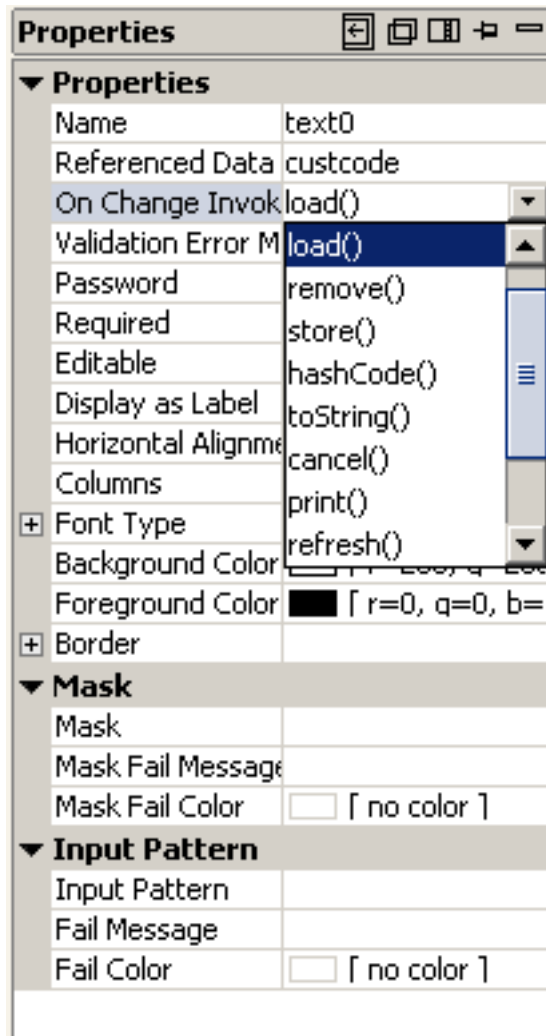 Properties
Properties
Name text0
Referenced Data custcode
On Change Invok load()
Validation Error M load()
Password remove()
Required store()
Editable hashCode()
Display as Label toString()
Horizontal Alignme cancel()
Columns print()
Font Type refresh()
Background Color
Foreground Color [ r=0, g=0, b=
Border
Mask
Mask
Mask Fail Message
Mask Fail Color [ no color ]
Input Pattern
Input Pattern
Fail Message
Fail Color [ no color ]